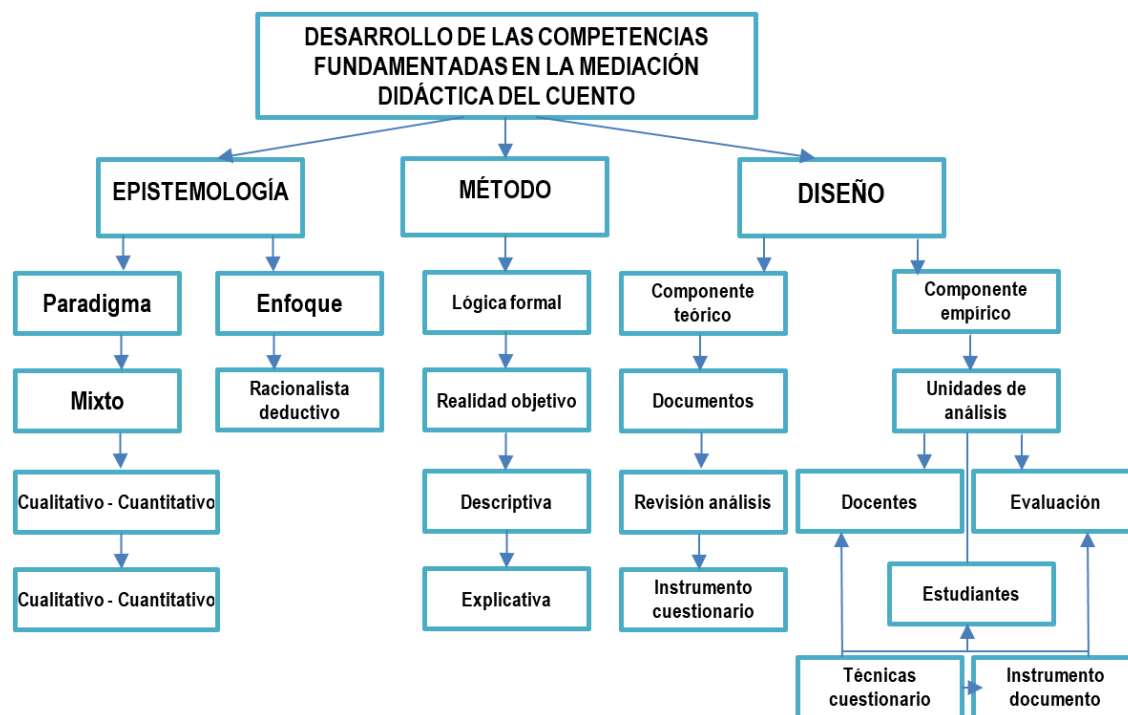 DESARROLLO DE LAS COMPETENCIAS
FUNDAMENTADAS EN LA MEDIACIÓN
DIDÁCTICA DEL CUENTO
EPISTEMOLOGÍA
MÉTODO
DISEÑO
Paradigma
Enfoque
Lógica formal
Componente
teórico
Componente
empírico
Mixto
Racionalista
deductivo
Realidad objetivo
Documentos
Unidades de
análisis
Cualitativo - Cuantitativo
Descriptiva
Revisión análisis
Docentes
Evaluación
Cualitativo - Cuantitativo
Explicativa
Instrumento
cuestionario
Estudiantes
Técnicas
cuestionario
Instrumento
documento